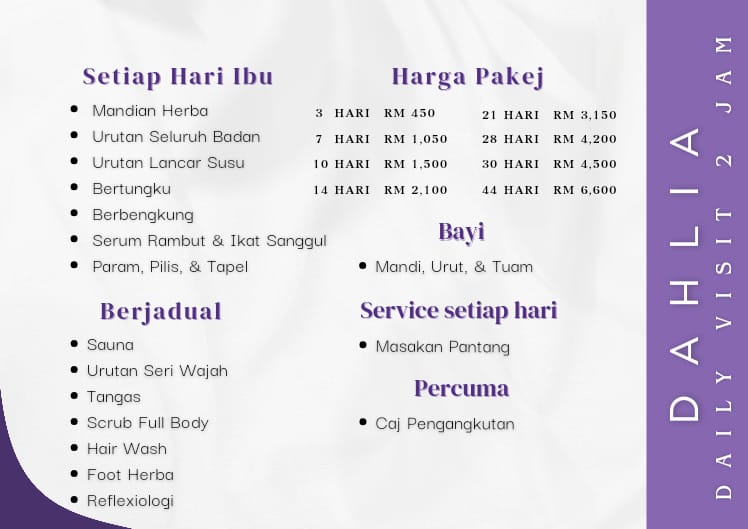 Setiap Hari Ibu
Mandian Herba
Urutan Seluruh Badan
Urutan Lancar Susu
Bertungku
Berbengkung
Serum Rambut & Ikat Sanggul
Param, Pilis, & Tapel
Berjadual
Sauna
Urutan Seri Wajah
Tangas
Scrub Full Body
Hair Wash
Foot Herba
Reflexiologi
Harga Pakej
3 HARI RM 450
7 HARI RM 1,050
10 HARI RM 1,500
14 HARI RM 2,100
21 HARI RM 3,150
28 HARI RM 4,200
30 HARI RM 4,500
44 HARI RM 6,600
Bayi
Mandi, Urut, & Tuam
Service setiap hari
Masakan Pantang
Percuma
Caj Pengangkutan
DAHLIA
DAILY VISIT 2 JAM